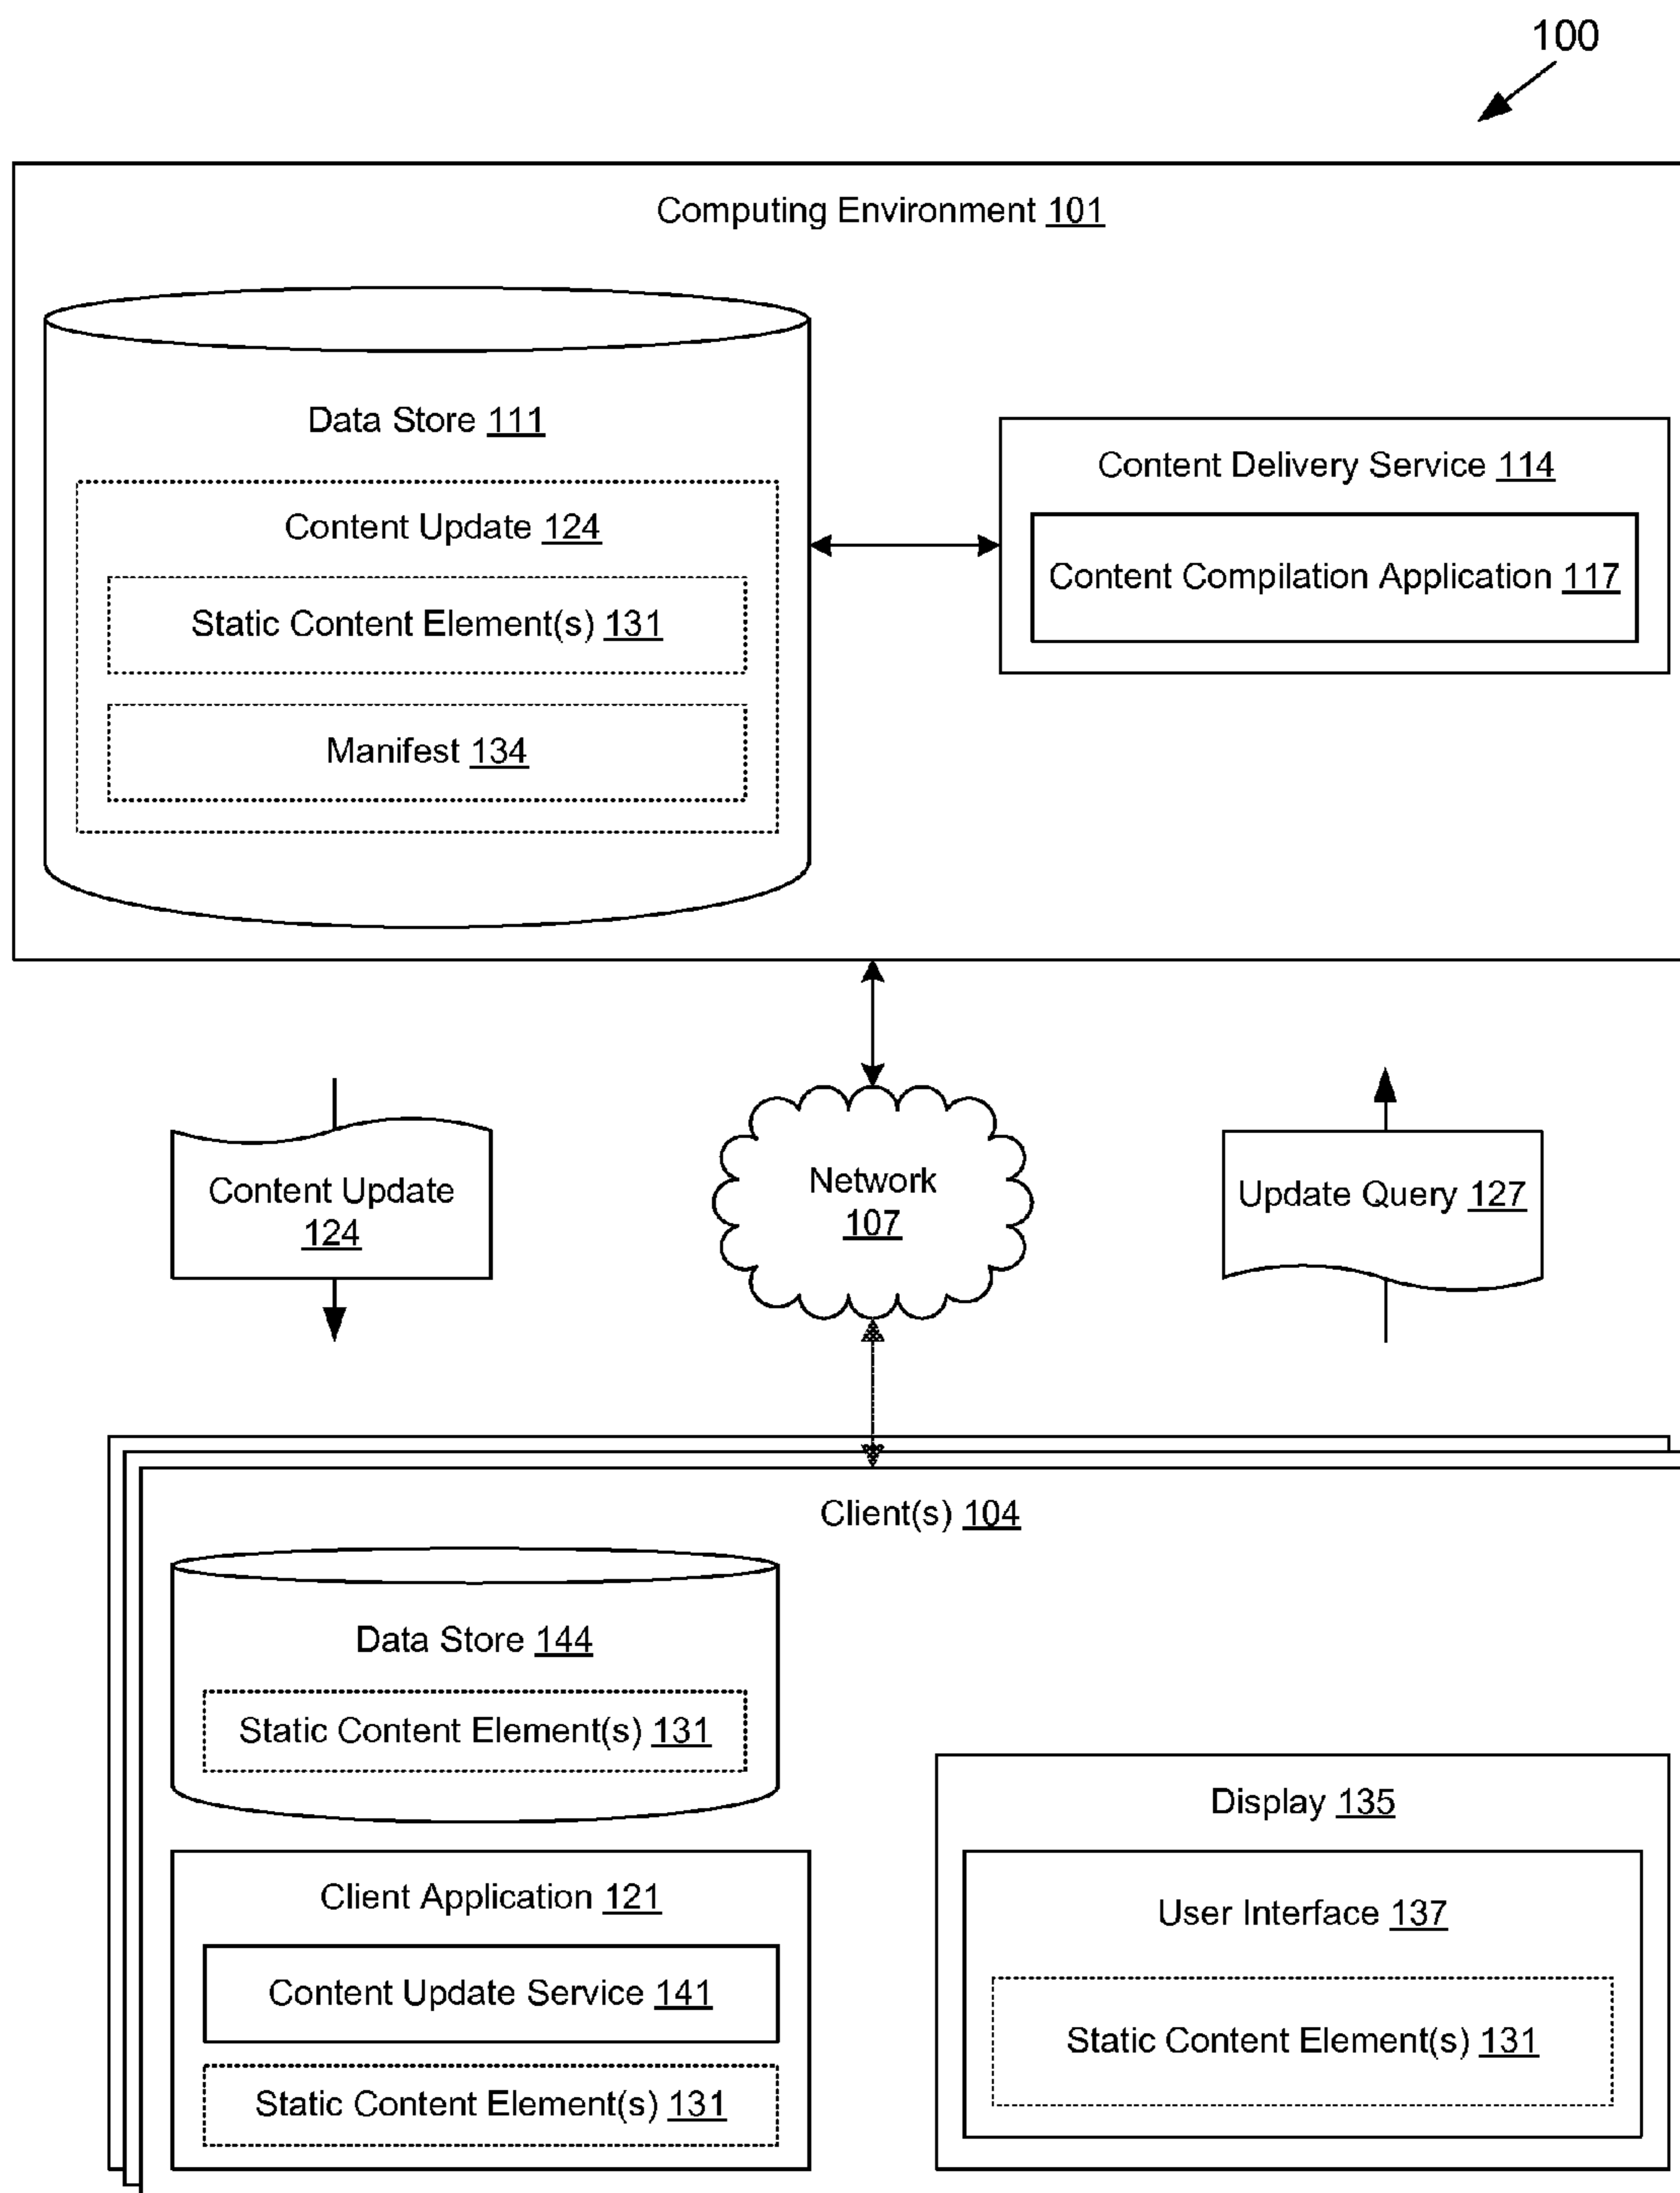 100
Computing Environment 101
Data Store 111
Content Update 124
Static Content Element(s) 131
Manifest 134
Content Delivery Service 114
Content Compilation Application 117
Content Update
124
Network
107
Update Query 127
Client(s) 104
Data Store 144
Static Content Element(s) 131
Client Application 121
Content Update Service 141
Static Content Element(s) 131
Display 135
User Interface 137
Static Content Element(s) 131